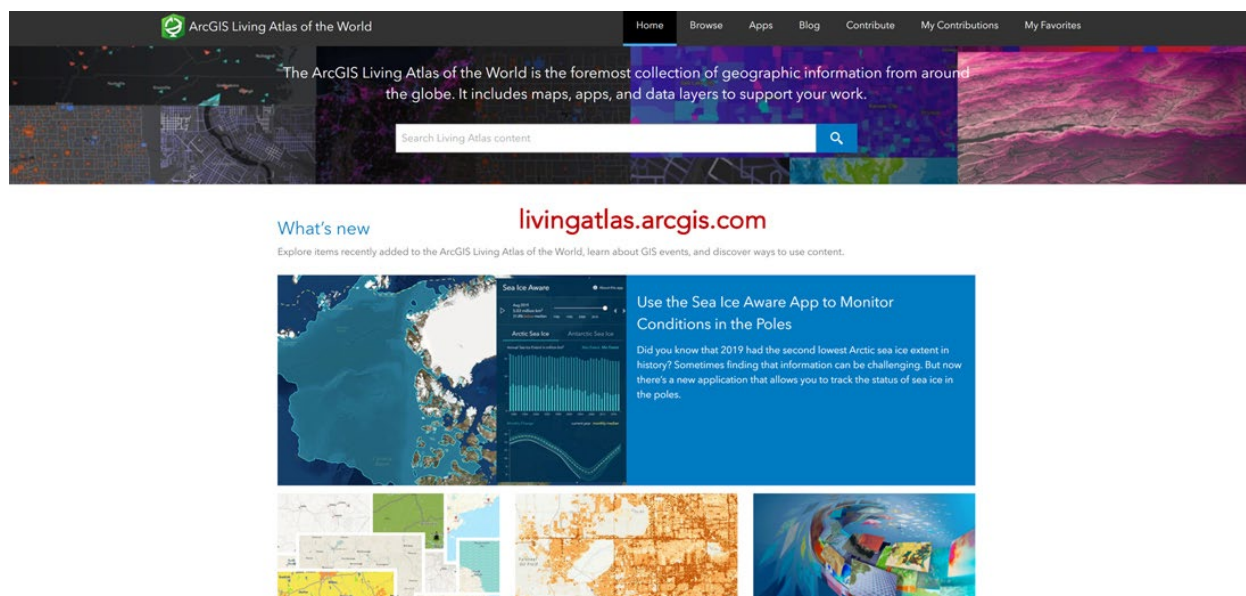 ArcGIS Living Atlas of the World
Home Browse Apps Blog Contribute My Contributions My Favorites
The ArcGIS Living Atlas of the World is the foremost collection of geographic information from around
the globe. It includes maps, apps, and data layers to support your work.
Search Living Atlas content
What's new
livingatlas.arcgis.com
Explore items recently added to the ArcGIS Living Atlas of the World, learn about GIS events, and discover ways to use content.
Sea Ice Aware
Aug 2019
Arctic Sea Ice Antarctic Sea Ice
Use the Sea Ice Aware App to Monitor
Conditions in the Poles
Did you know that 2019 had the second lowest Arctic sea ice extent in
history? Sometimes finding that information can be challenging. But now
there's a new application that allows you to track the status of sea ice in
the poles.